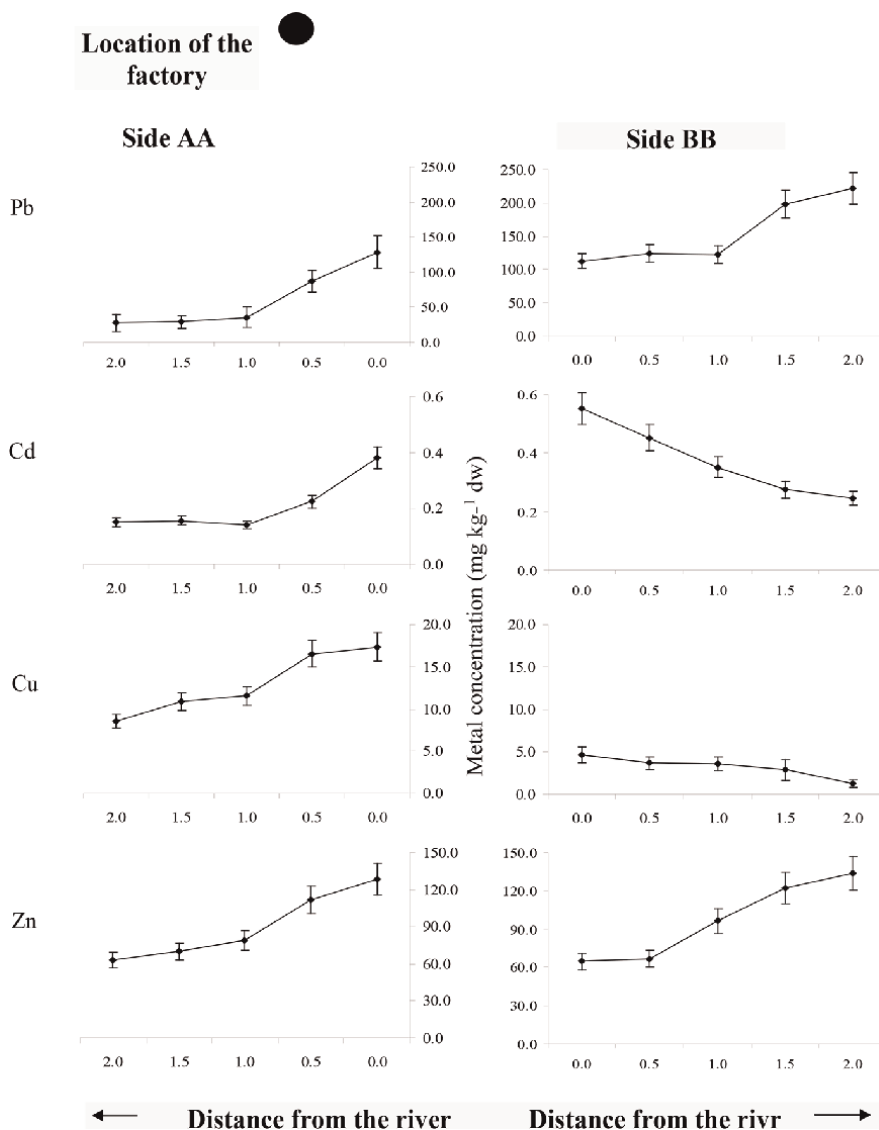 Location of the
factory
Side AA
Side BB
Pb
250.0
200.0
150.0
100.0
50.0
0.0
2.0 1.5 1.0 0.5 0.0
250.0
200.0
150.0
100.0
50.0
0.0
0.0 0.5 1.0 1.5 2.0
Cd
0.6
0.4
0.2
0.0
2.0 1.5 1.0 0.5 0.0
0.6
0.4
0.2
0.0
0.0 0.5 1.0 1.5 2.0
Metal concentration (mg kg-¹ dw)
Cu
20.0
15.0
10.0
5.0
0.0
2.0 1.5 1.0 0.5 0.0
20.0
15.0
10.0
5.0
0.0
0.0 0.5 1.0 1.5 2.0
Zn
150.0
120.0
90.0
60.0
30.0
0.0
2.0 1.5 1.0 0.5 0.0
150.0
120.0
90.0
60.0
30.0
0.0
0.0 0.5 1.0 1.5 2.0
Distance from the river
Distance from the rivr